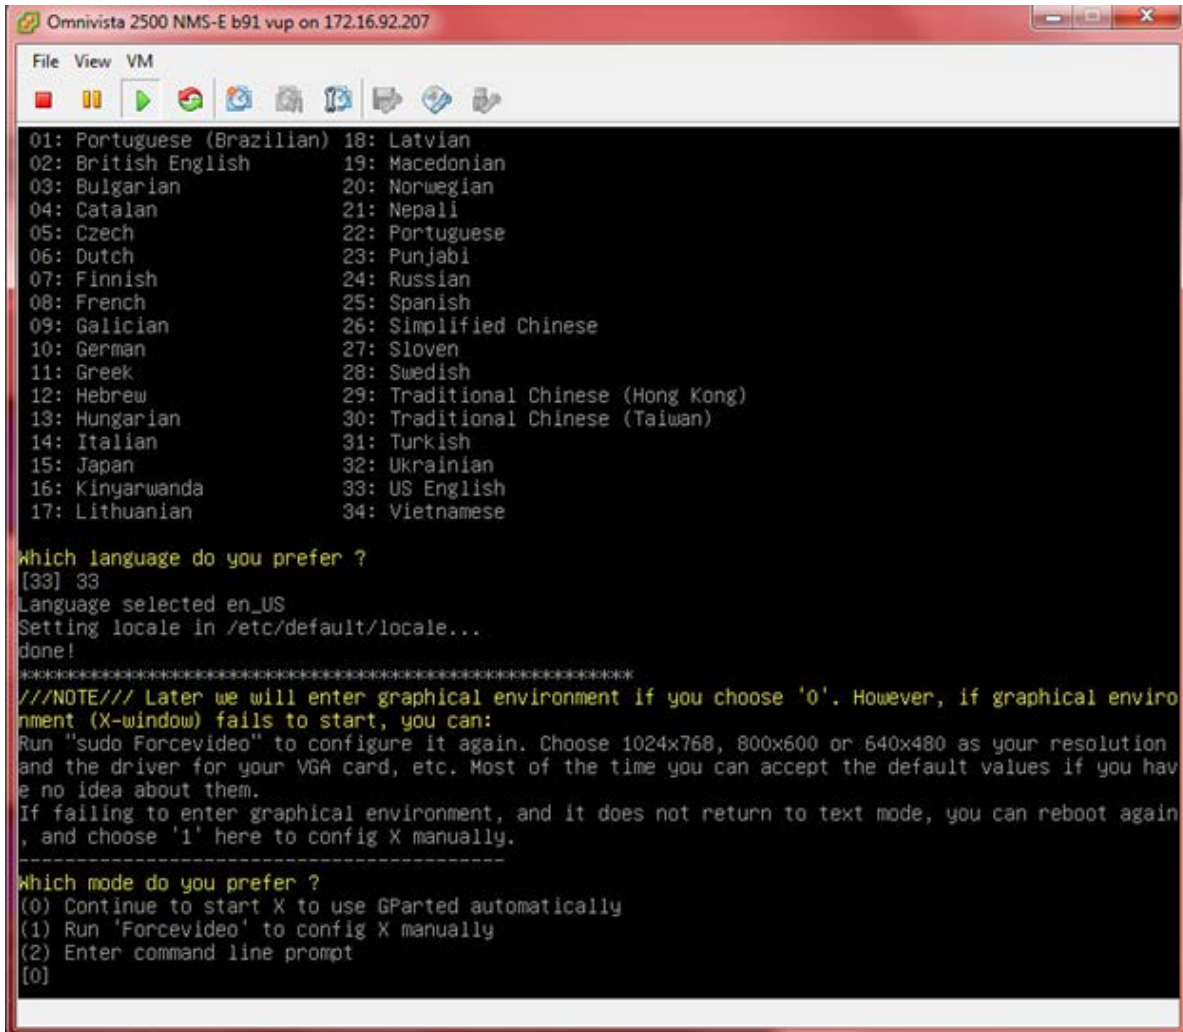 Omnivista 2500 NMS-E b91 vup on 172.16.92.207
File View VM
01: Portuguese (Brazilian) 18: Latvian
02: British English 19: Macedonian
03: Bulgarian 20: Norwegian
04: Catalan 21: Nepali
05: Czech 22: Portuguese
06: Dutch 23: Punjabi
07: Finnish 24: Russian
08: French 25: Spanish
09: Galician 26: Simplified Chinese
10: German 27: Sloven
11: Greek 28: Swedish
12: Hebrew 29: Traditional Chinese (Hong Kong)
13: Hungarian 30: Traditional Chinese (Taiwan)
14: Italian 31: Turkish
15: Japan 32: Ukrainian
16: Kinyarwanda 33: US English
17: Lithuanian 34: Vietnamese
Which language do you prefer ?
[33] 33
Language selected en_US
Setting locale in /etc/default/locale...
done!
*********************************************************
///NOTE/// Later we will enter graphical environment if you choose '0'. However, if graphical enviro
nment (X-window) fails to start, you can:
Run "sudo Forcevideo" to configure it again. Choose 1024x768, 800x600 or 640x480 as your resolution
and the driver for your VGA card, etc. Most of the time you can accept the default values if you hav
e no idea about them.
If failing to enter graphical environment, and it does not return to text mode, you can reboot again
, and choose '1' here to config X manually.
------------------------------------------
Which mode do you prefer ?
(0) Continue to start X to use GParted automatically
(1) Run 'Forcevideo' to config X manually
(2) Enter command line prompt
[0]